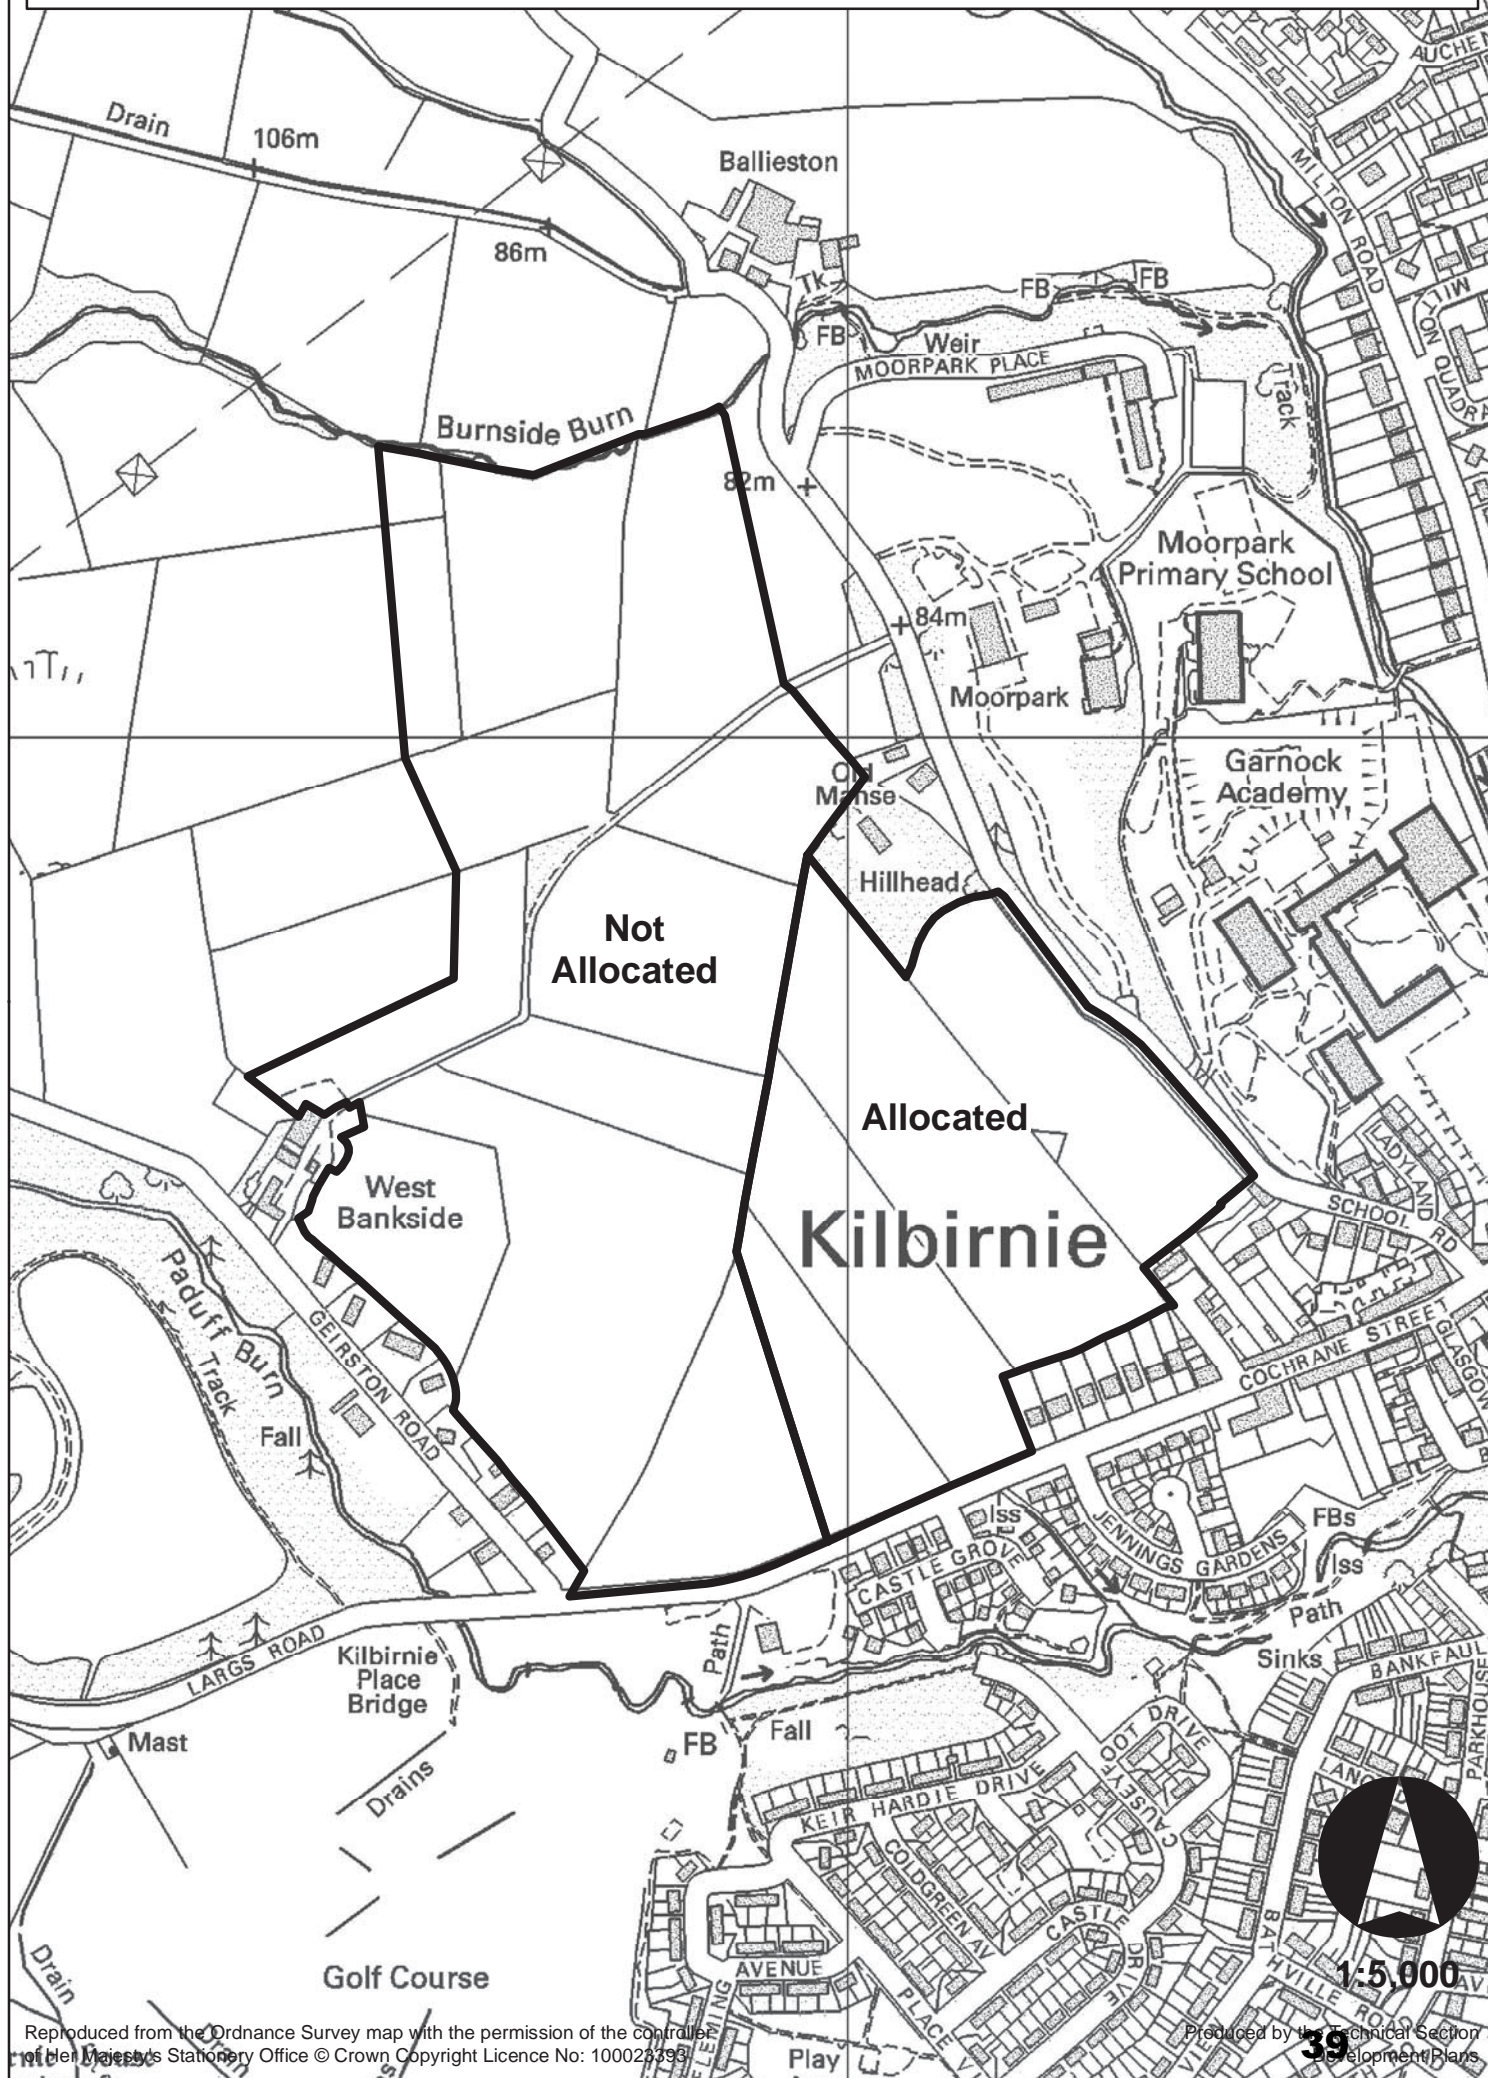 AUCHEN
Drain
106m
Ballieston
MILTON ROAD
86m
Tk
FB
FB
FB
Weir
MOORPARK PLACE
MILTON QUADRA
Track
Burnside Burn
82m
Moorpark
Primary School
84m
Moorpark
Old
Manse
Garnock
Academy
Hillhead
Not
Allocated
Allocated
LADYLAND
West
Bankside
Kilbirnie
SCHOOL RD
Paduff Burn
Track
GEIRSTON ROAD
COCHRANE STREET
GLASGOW
Fall
Iss
FBs
JENNINGS GARDENS
Iss
CASTLE GROVE
Path
LARGS ROAD
Kilbirnie
Place
Bridge
Path
Sinks
BANKFAUL
PARKHOUSE
Mast
FB
Fall
CAUSEYFOOT DRIVE
Drains
KEIR HARDIE DRIVE
COLDGREEN AV
CASTLE DRIVE
BATHVILLE ROAD
Drain
Golf Course
AVENUE
PLACE
1:5,000
Reproduced from the Ordnance Survey map with the permission of the controller
of Her Majesty's Stationery Office © Crown Copyright Licence No: 100023393
Play
Produced by the Technical Section
Development Plans
39